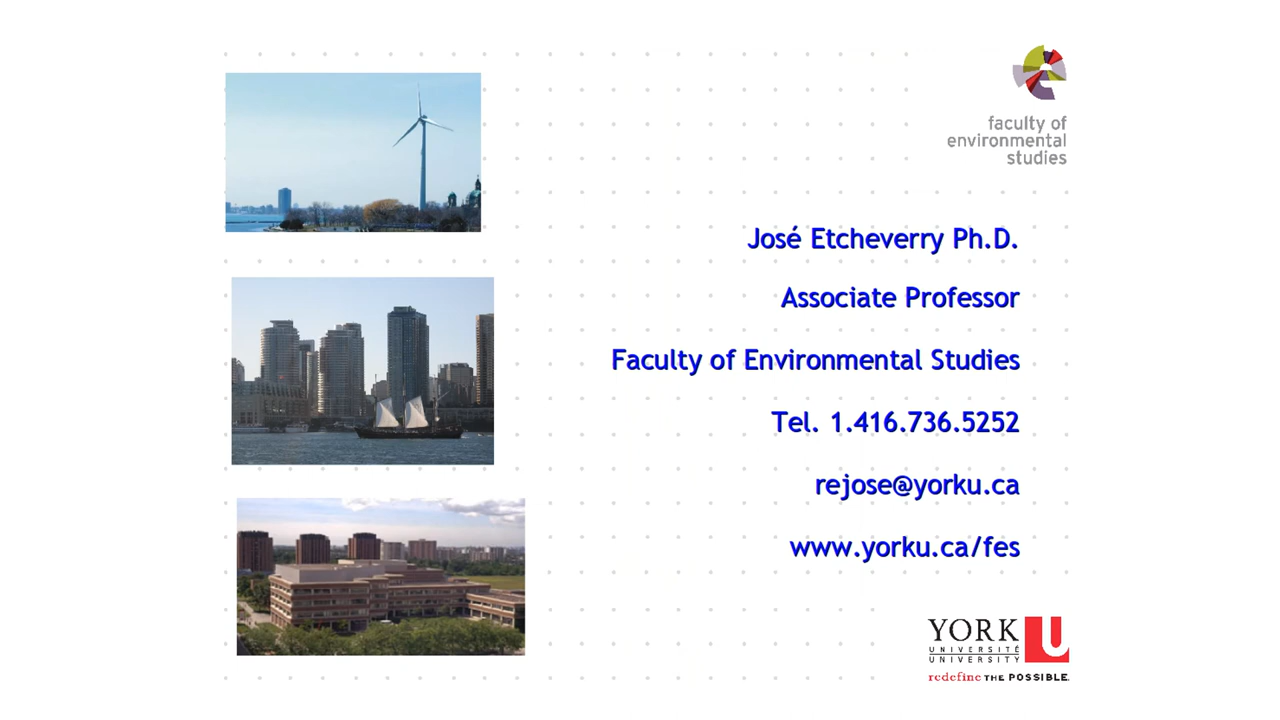 faculty of
environmental
studies
José Etcheverry Ph.D.
Associate Professor
Faculty of Environmental Studies
Tel. 1.416.736.5252
rejose@yorku.ca
www.yorku.ca/fes
YORK U
UNIVERSITÉ
UNIVERSITY
redefine THE POSSIBLE.